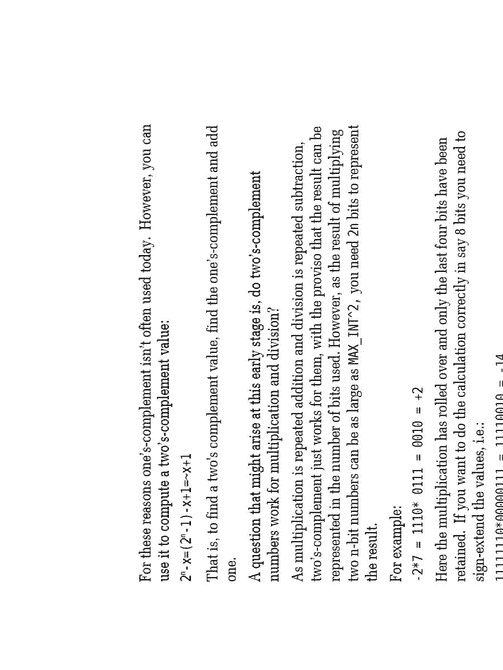 For these reasons one's-complement isn't often used today. However, you can
use it to compute a two's-complement value:
2ⁿ-x=(2ⁿ-1)-x+1=~x+1
That is, to find a two's complement value, find the one's-complement and add
one.
A question that might arise at this early stage is, do two's-complement
numbers work for multiplication and division?
As multiplication is repeated addition and division is repeated subtraction,
two's-complement just works for them, with the proviso that the result can be
represented in the number of bits used. However, as the result of multiplying
two n-bit numbers can be as large as MAX_INT^2, you need 2n bits to represent
the result.
For example:
-2*7 = 1110* 0111 = 0010 = +2
Here the multiplication has rolled over and only the last four bits have been
retained. If you want to do the calculation correctly in say 8 bits you need to
sign-extend the values, i.e.:
11111110*00000111 = 11110010 = -14